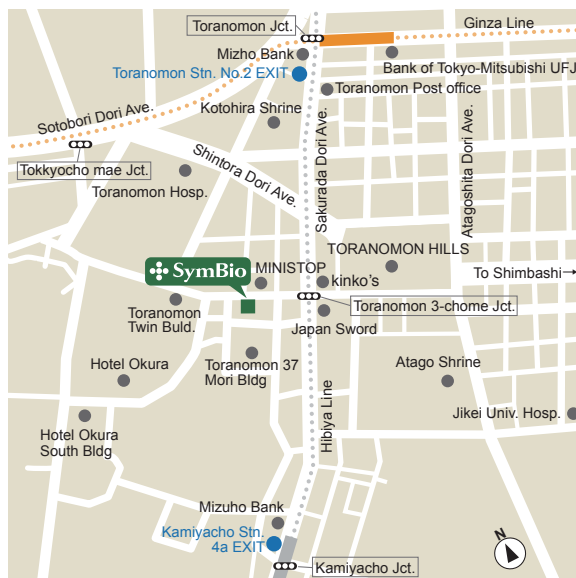 Toranomon Jct.
Ginza Line
Mizho Bank
Toranomon Stn. No.2 EXIT
Bank of Tokyo-Mitsubishi UFJ
Toranomon Post office
Sotobori Dori Ave.
Kotohira Shrine
Sakurada Dori Ave.
Atagoshita Dori Ave.
Shintora Dori Ave.
Tokkyocho mae Jct.
Toranomon Hosp.
SymBio
MINISTOP
TORANOMON HILLS
kinko's
To Shimbashi
Toranomon
Twin Buld.
Toranomon 3-chome Jct.
Japan Sword
Hotel Okura
Toranomon 37
Mori Bldg
Atago Shrine
Hibiya Line
Jikei Univ. Hosp.
Hotel Okura
South Bldg
Mizuho Bank
Kamiyacho Stn.
4a EXIT
Kamiyacho Jct.
N